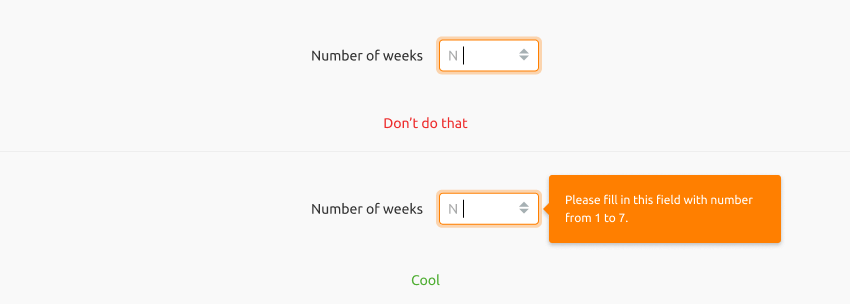 Number of weeks N
Don't do that
Number of weeks N
Please fill in this field with number
from 1 to 7.
Cool